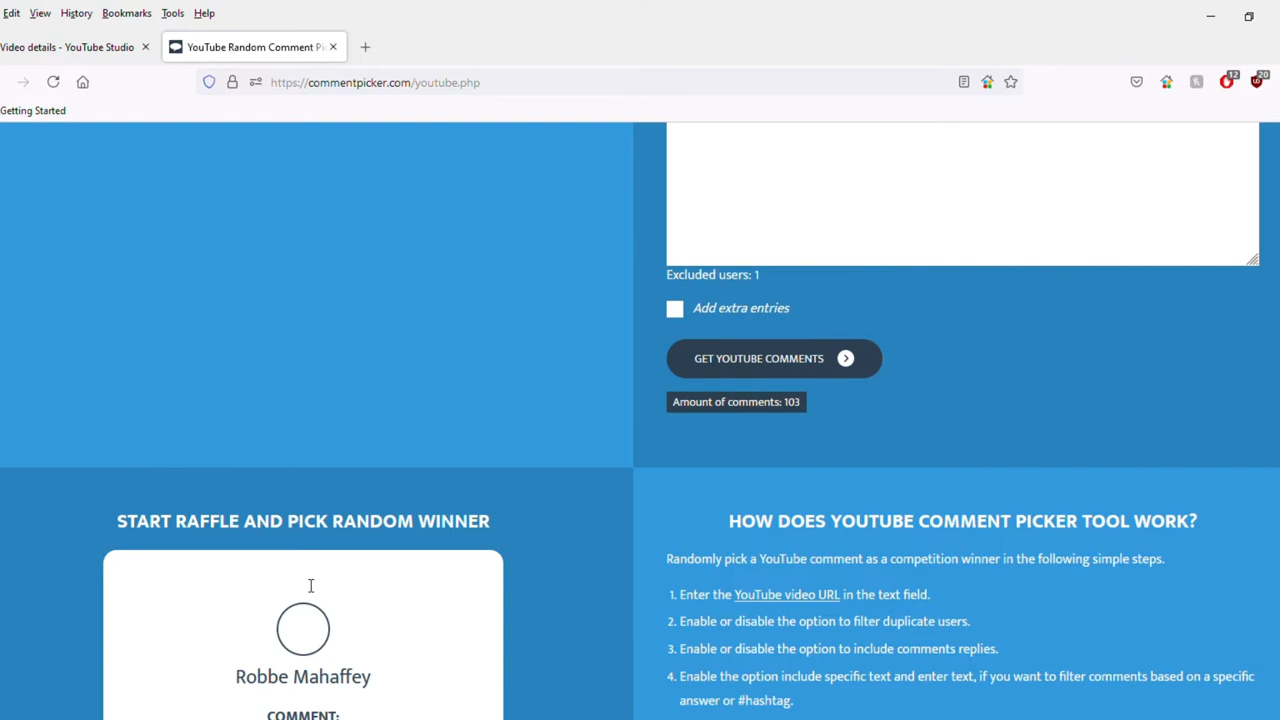 Edit View History Bookmarks Tools Help
Video details - YouTube Studio
YouTube Random Comment Pi
https://commentpicker.com/youtube.php
12
20
Getting Started
Excluded users: 1
Add extra entries
GET YOUTUBE COMMENTS
Amount of comments: 103
START RAFFLE AND PICK RANDOM WINNER
Robbe Mahaffey
COMMENT:
HOW DOES YOUTUBE COMMENT PICKER TOOL WORK?
Randomly pick a YouTube comment as a competition winner in the following simple steps.
1. Enter the YouTube video URL in the text field.
2. Enable or disable the option to filter duplicate users.
3. Enable or disable the option to include comments replies.
4. Enable the option include specific text and enter text, if you want to filter comments based on a specific
answer or #hashtag.